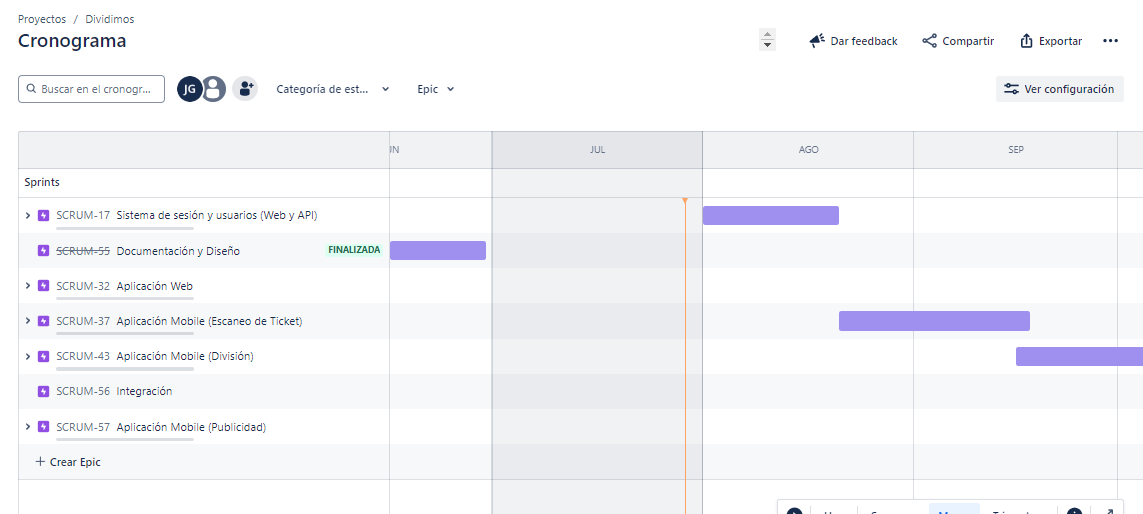 Proyectos / Dividimos
Cronograma
Dar feedback
Compartir
Exportar
Buscar en el cronogr...
JG
Categoría de est...
Epic
Ver configuración
IN JUL AGO SEP
Sprints
SCRUM-17 Sistema de sesión y usuarios (Web y API)
SCRUM-55 Documentación y Diseño FINALIZADA
SCRUM-32 Aplicación Web
SCRUM-37 Aplicación Mobile (Escaneo de Ticket)
SCRUM-43 Aplicación Mobile (División)
SCRUM-56 Integración
SCRUM-57 Aplicación Mobile (Publicidad)
+ Crear Epic